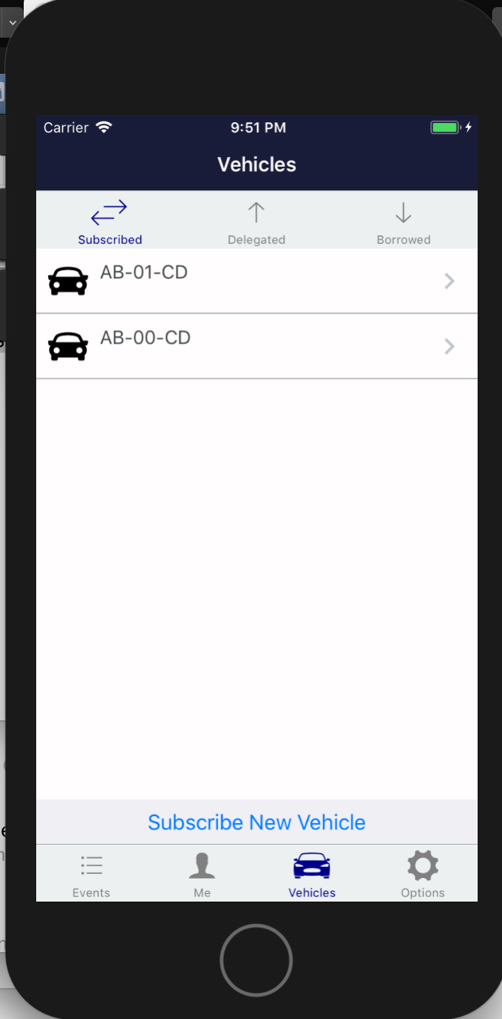 Carrier 9:51 PM
Vehicles
Subscribed Delegated Borrowed
AB-01-CD
AB-00-CD
Subscribe New Vehicle
Events Me Vehicles Options